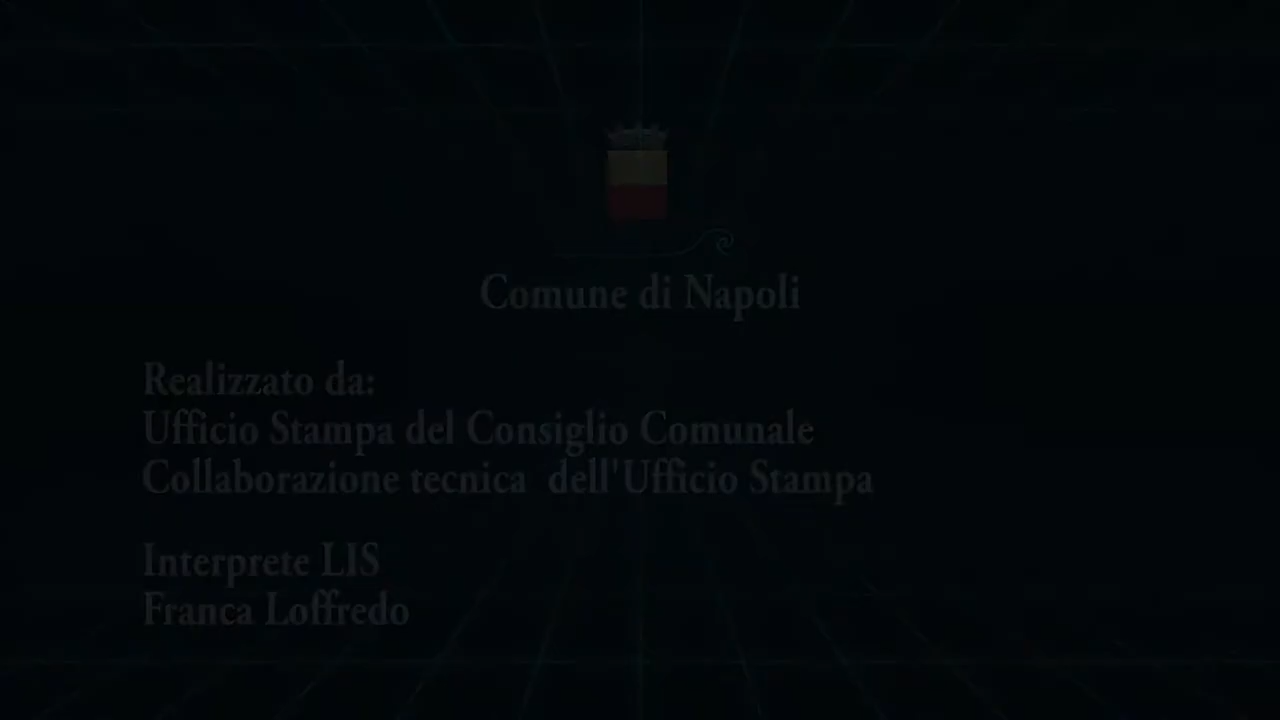 Comune di Napoli
Realizzato da:
Ufficio Stampa del Consiglio Comunale
Collaborazione tecnica dell'Ufficio Stampa
Interprete LIS
Franca Loffredo